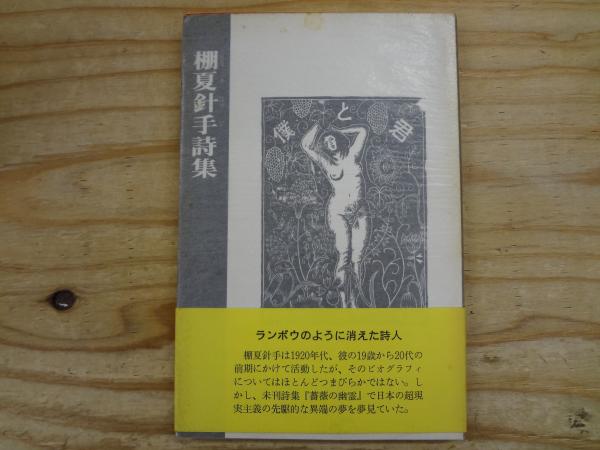 棚夏針手詩集
君と僕
ランボウのように消えた詩人
棚夏針手は1920年代、彼の19歳から20代の
前期にかけて活動したが、そのビオグラフィ
についてはほとんどつまびらかではない。し
かし、未刊詩集『薔薇の幽霊』で日本の超現
実主義の先駆的な異端の夢を夢見ていた。